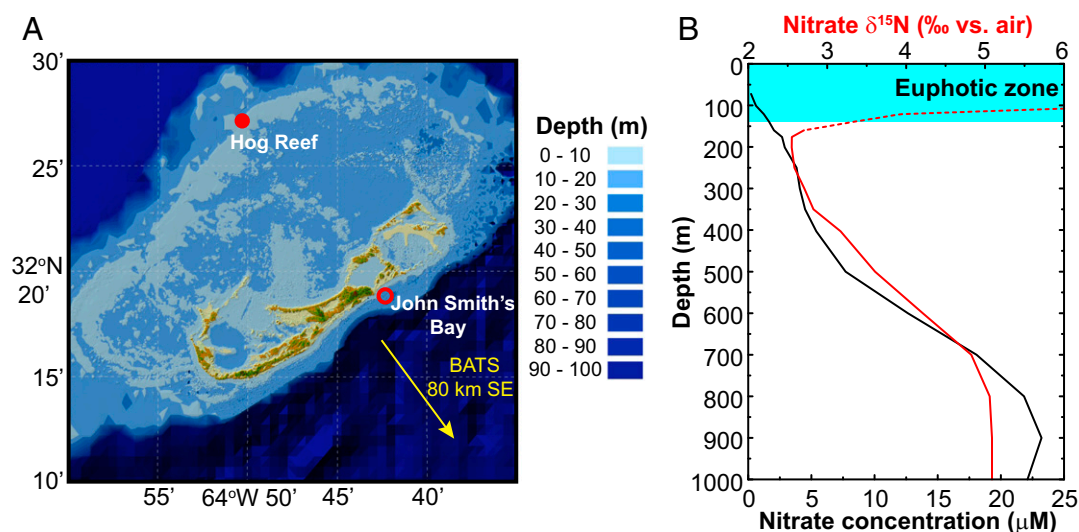 A
30’
25’
32°N
20’
15’
10’
55’
64°W 50’
45’
40’
Hog Reef
John Smith’s
Bay
BATS
80 km SE
Depth (m)
0 - 10
10 - 20
20 - 30
30 - 40
40 - 50
50 - 60
60 - 70
70 - 80
80 - 90
90 - 100
B
Nitrate δ¹⁵N (‰ vs. air)
2 3 4 5 6
Euphotic zone
Depth (m)
0
100
200
300
400
500
600
700
800
900
1000
0 5 10 15 20 25
Nitrate concentration (μM)